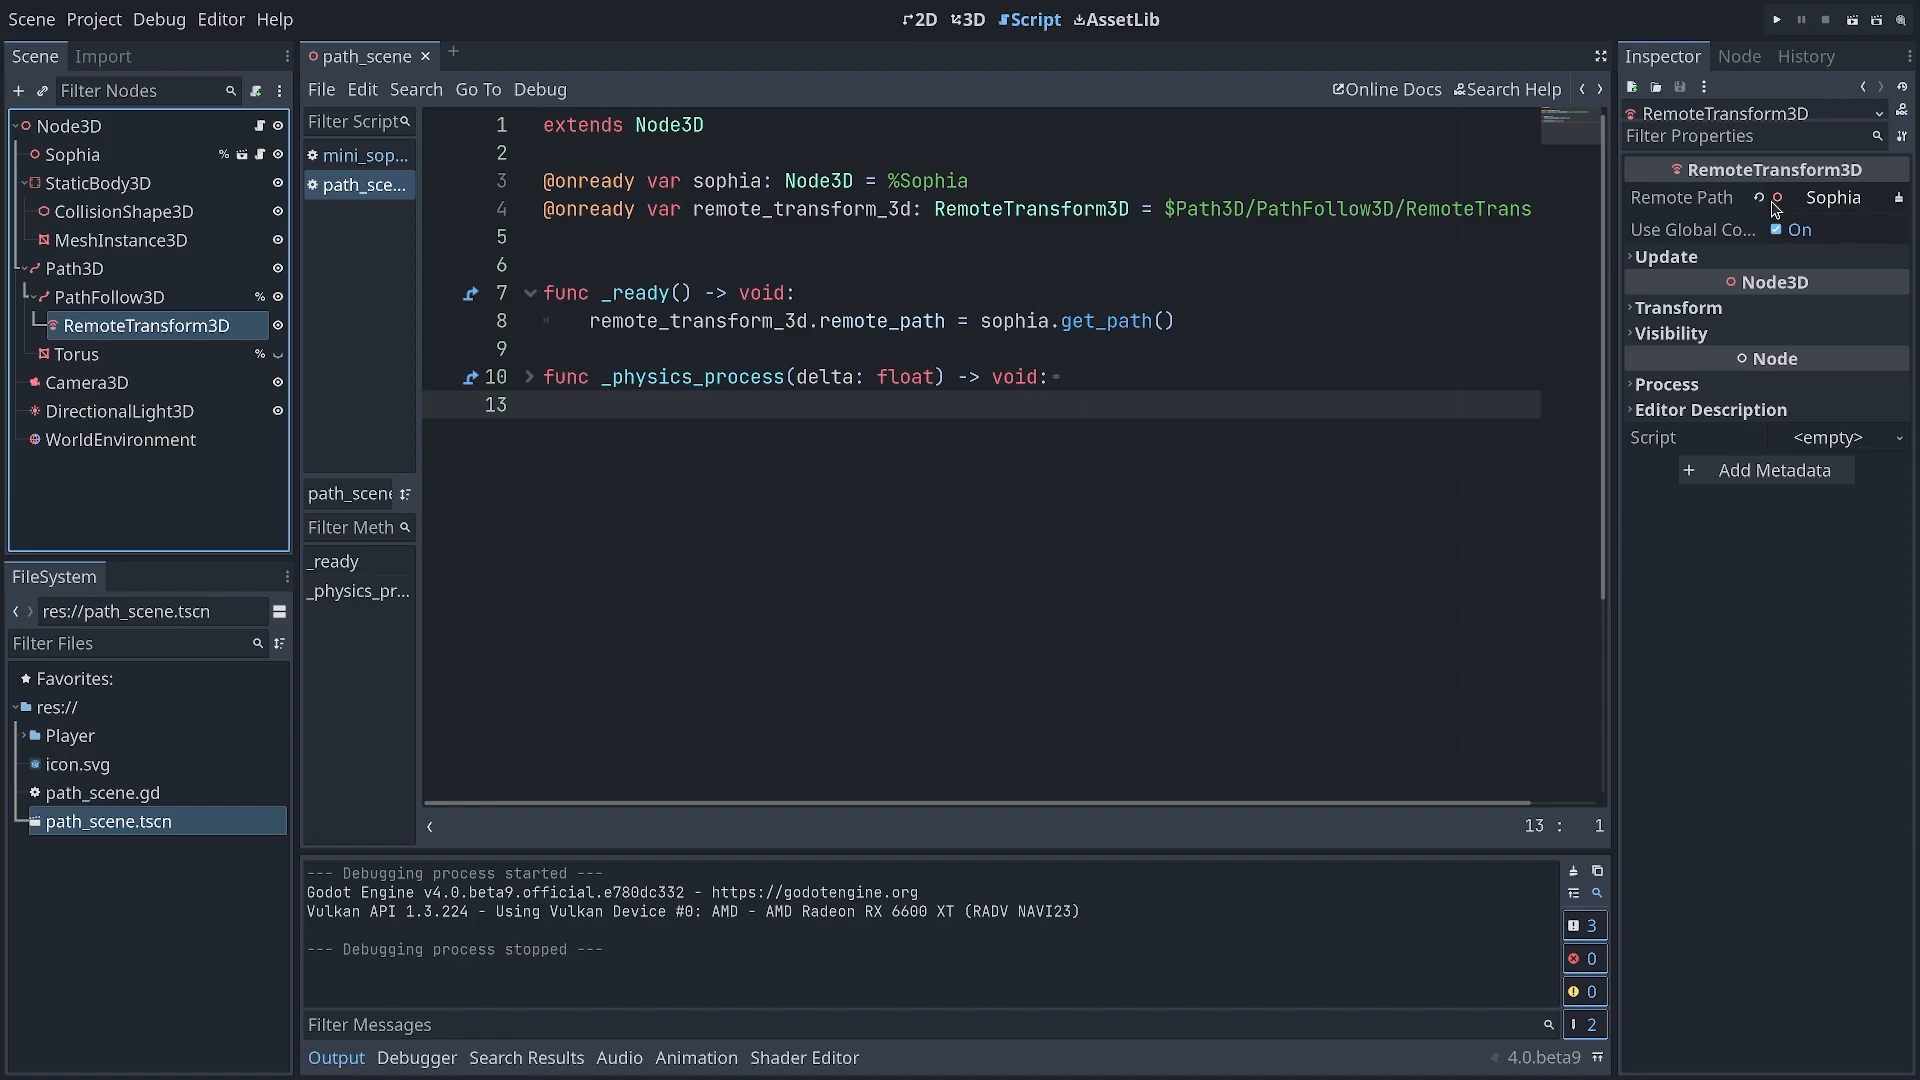 Scene Project Debug Editor Help
2D 3D Script AssetLib
Scene Import
Filter Nodes
Node3D
Sophia %
StaticBody3D
CollisionShape3D
MeshInstance3D
Path3D
PathFollow3D %
RemoteTransform3D
Torus %
Camera3D
DirectionalLight3D
WorldEnvironment
FileSystem
res://path_scene.tscn
Filter Files
Favorites:
res://
Player
icon.svg
path_scene.gd
path_scene.tscn
path_scene
File Edit Search Go To Debug
Online Docs Search Help
Filter Script
mini_sop...
path_sce...
path_scene
Filter Meth
_ready
_physics_pr...
1 extends Node3D
2
3 @onready var sophia: Node3D = %Sophia
4 @onready var remote_transform_3d: RemoteTransform3D = $Path3D/PathFollow3D/RemoteTrans
5
6
7 func _ready() -> void:
8 remote_transform_3d.remote_path = sophia.get_path()
9
10 func _physics_process(delta: float) -> void:
13
13 : 1
--- Debugging process started ---
Godot Engine v4.0.beta9.official.e780dc332 - https://godotengine.org
Vulkan API 1.3.224 - Using Vulkan Device #0: AMD - AMD Radeon RX 6600 XT (RADV NAVI23)
--- Debugging process stopped ---
3
0
0
2
Filter Messages
Output Debugger Search Results Audio Animation Shader Editor
4.0.beta9
Inspector Node History
RemoteTransform3D
Filter Properties
RemoteTransform3D
Remote Path Sophia
Use Global Co... On
Update
Node3D
Transform
Visibility
Node
Process
Editor Description
Script <empty>
+ Add Metadata